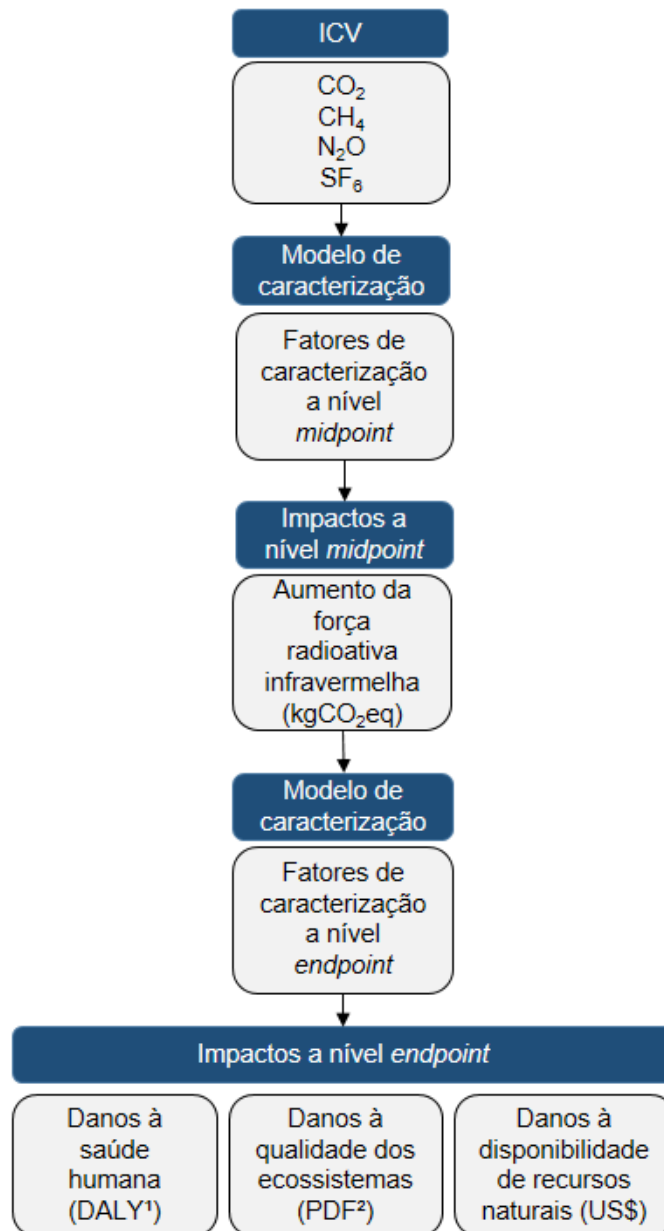 ICV
CO₂
CH₄
N₂O
SF₆
Modelo de
caracterização
Fatores de
caracterização
a nível
midpoint
Impactos a
nível midpoint
Aumento da
força
radioativa
infravermelha
(kgCO₂eq)
Modelo de
caracterização
Fatores de
caracterização
a nível
endpoint
Impactos a nível endpoint
Danos à
saúde
humana
(DALY¹)
Danos à
qualidade dos
ecossistemas
(PDF²)
Danos à
disponibilidade
de recursos
naturais (US$)